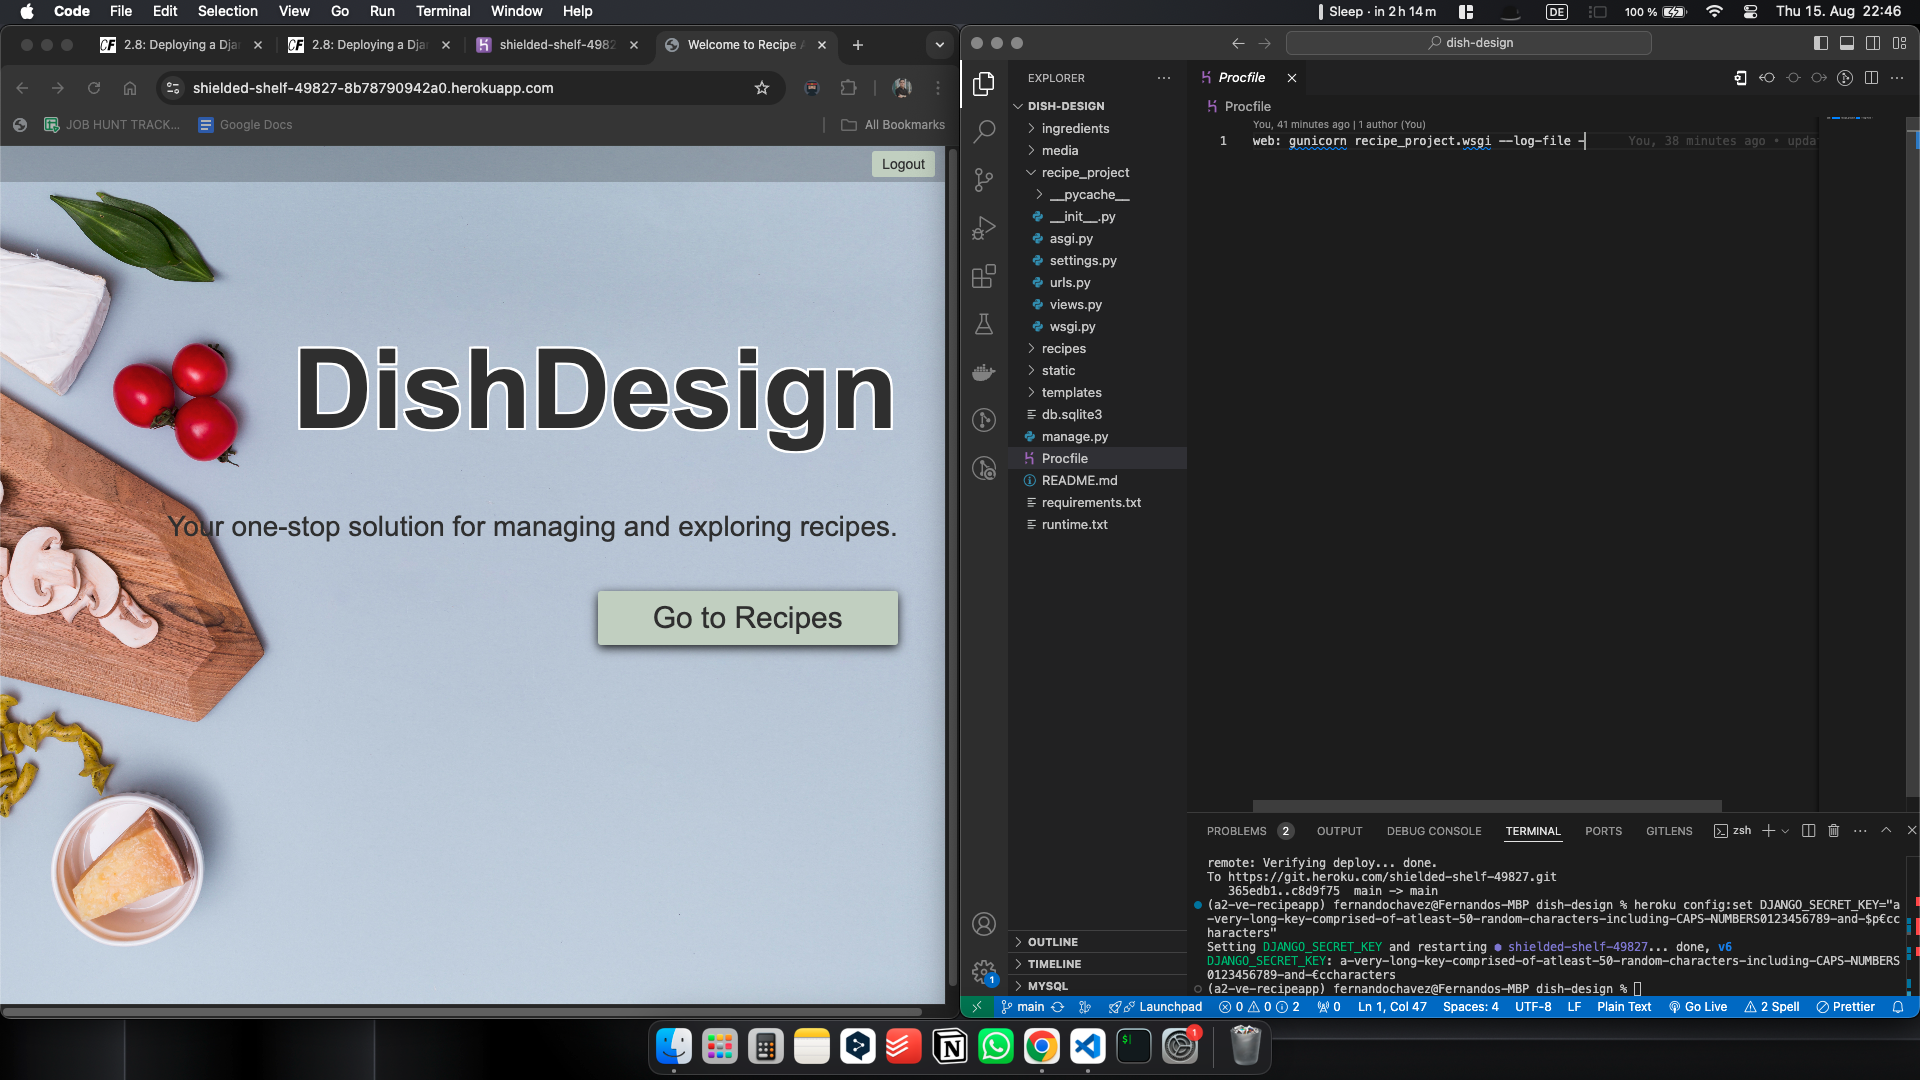 Code File Edit Selection View Go Run Terminal Window Help
Sleep · in 2 h 14 m DE 100 % Thu 15. Aug 22:46
2.8: Deploying a Dja
2.8: Deploying a Dja
shielded-shelf-4982
Welcome to Recipe A
shielded-shelf-49827-8b78790942a0.herokuapp.com
JOB HUNT TRACK... Google Docs All Bookmarks
Logout
DishDesign
Your one-stop solution for managing and exploring recipes.
Go to Recipes
dish-design
EXPLORER
DISH-DESIGN
ingredients
media
recipe_project
__pycache__
__init__.py
asgi.py
settings.py
urls.py
views.py
wsgi.py
recipes
static
templates
db.sqlite3
manage.py
Procfile
README.md
requirements.txt
runtime.txt
OUTLINE
TIMELINE
MYSQL
Procfile
Procfile
You, 41 minutes ago | 1 author (You)
1 web: gunicorn recipe_project.wsgi --log-file - You, 38 minutes ago • upda
PROBLEMS 2 OUTPUT DEBUG CONSOLE TERMINAL PORTS GITLENS zsh
remote: Verifying deploy... done.
To https://git.heroku.com/shielded-shelf-49827.git
365edb1..c8d9f75 main -> main
(a2-ve-recipeapp) fernandochavez@Fernandos-MBP dish-design % heroku config:set DJANGO_SECRET_KEY="a
-very-long-key-comprised-of-atleast-50-random-characters-including-CAPS-NUMBERS0123456789-and-$p€cc
haracters"
Setting DJANGO_SECRET_KEY and restarting ⬢ shielded-shelf-49827... done, v6
DJANGO_SECRET_KEY: a-very-long-key-comprised-of-atleast-50-random-characters-including-CAPS-NUMBERS
0123456789-and-€ccharacters
(a2-ve-recipeapp) fernandochavez@Fernandos-MBP dish-design %
1
main Launchpad 0 0 2 0 Ln 1, Col 47 Spaces: 4 UTF-8 LF Plain Text Go Live 2 Spell Prettier
1